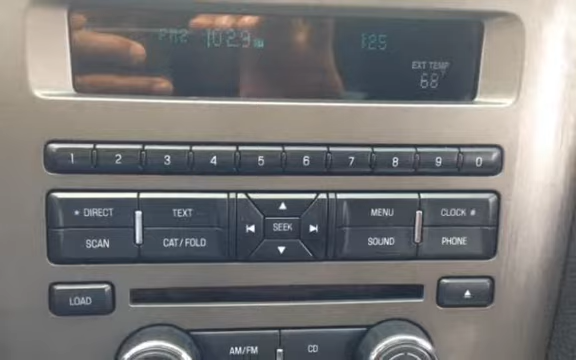 FM2 102.9 1:25
EXT TEMP
68°
1 2 3 4 5 6 7 8 9 0
* DIRECT TEXT MENU CLOCK #
SEEK
SCAN CAT/FOLD SOUND PHONE
LOAD
AM/FM CD